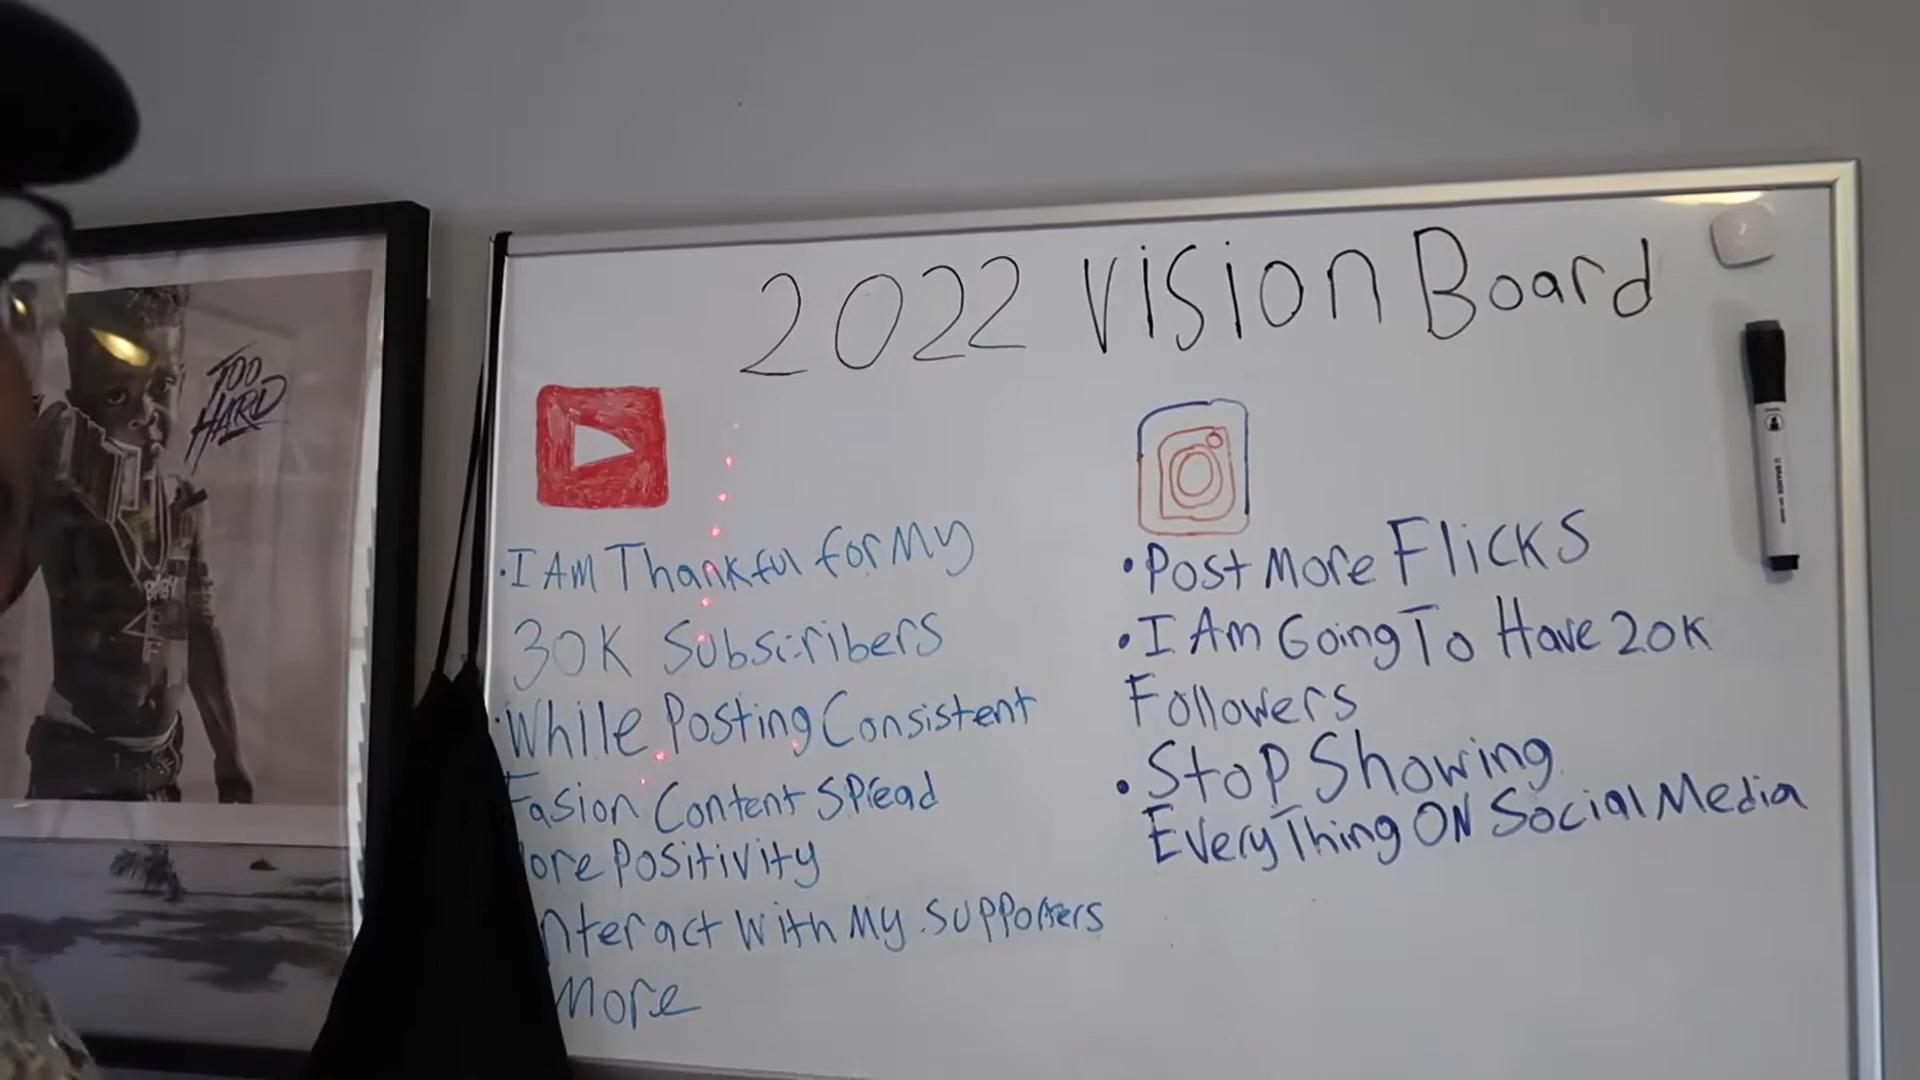 TOO
HARD
2022 Vision Board
• I AM Thankful for My
30K Subscribers
• While Posting Consistent
Fasion Content Spread
ore Positivity
nteract With My Supporters
More
• Post More Flicks
• I Am Going To Have 20K
Followers
• Stop Showing
EveryThing ON Social Media